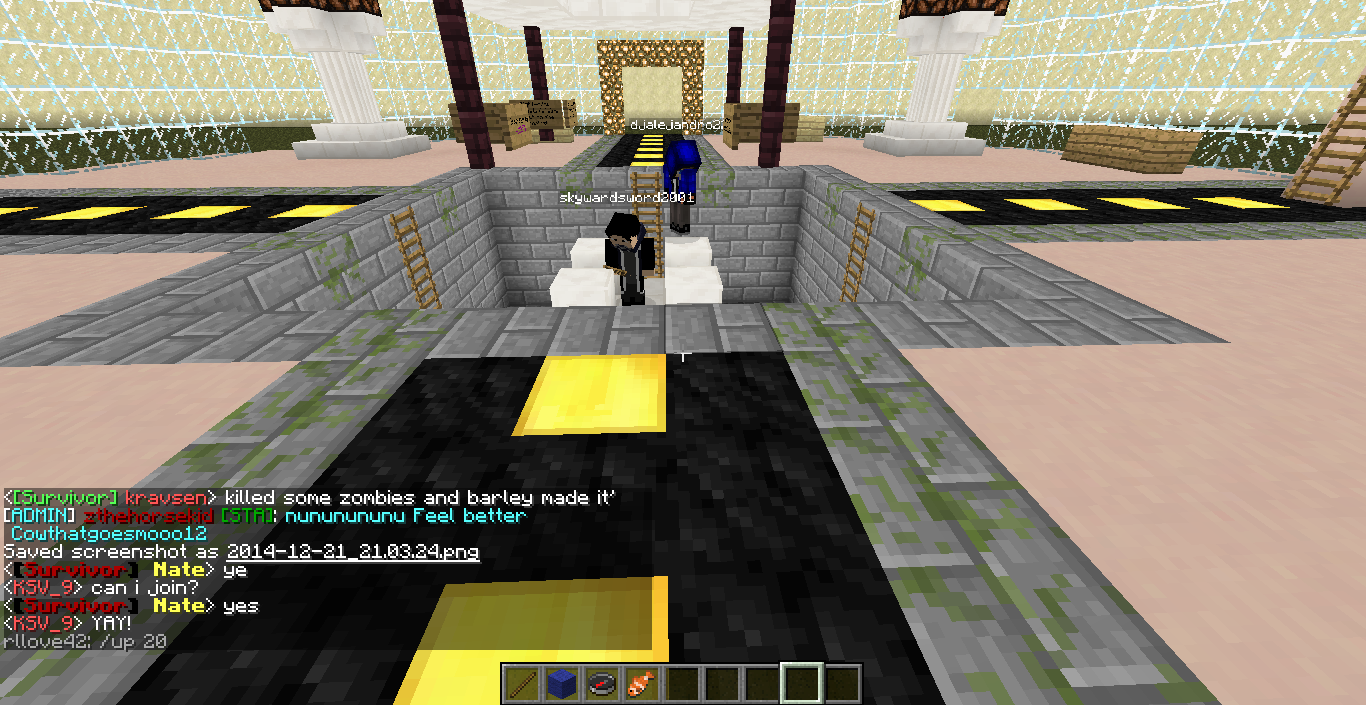 djalejandro2
skywardsword2001
<[Survivor] kravsen> killed some zombies and barley made it'
[ADMIN] zthehorsekid [STA]: nunununununu Feel better
Cowthatgoesmooo12
Saved screenshot as 2014-12-21_21.03.24.png
<[Survivor] Nate> ye
<KSV_9> can i join?
<[Survivor] Nate> yes
<KSV_9> YAY!
rllove42: /up 20